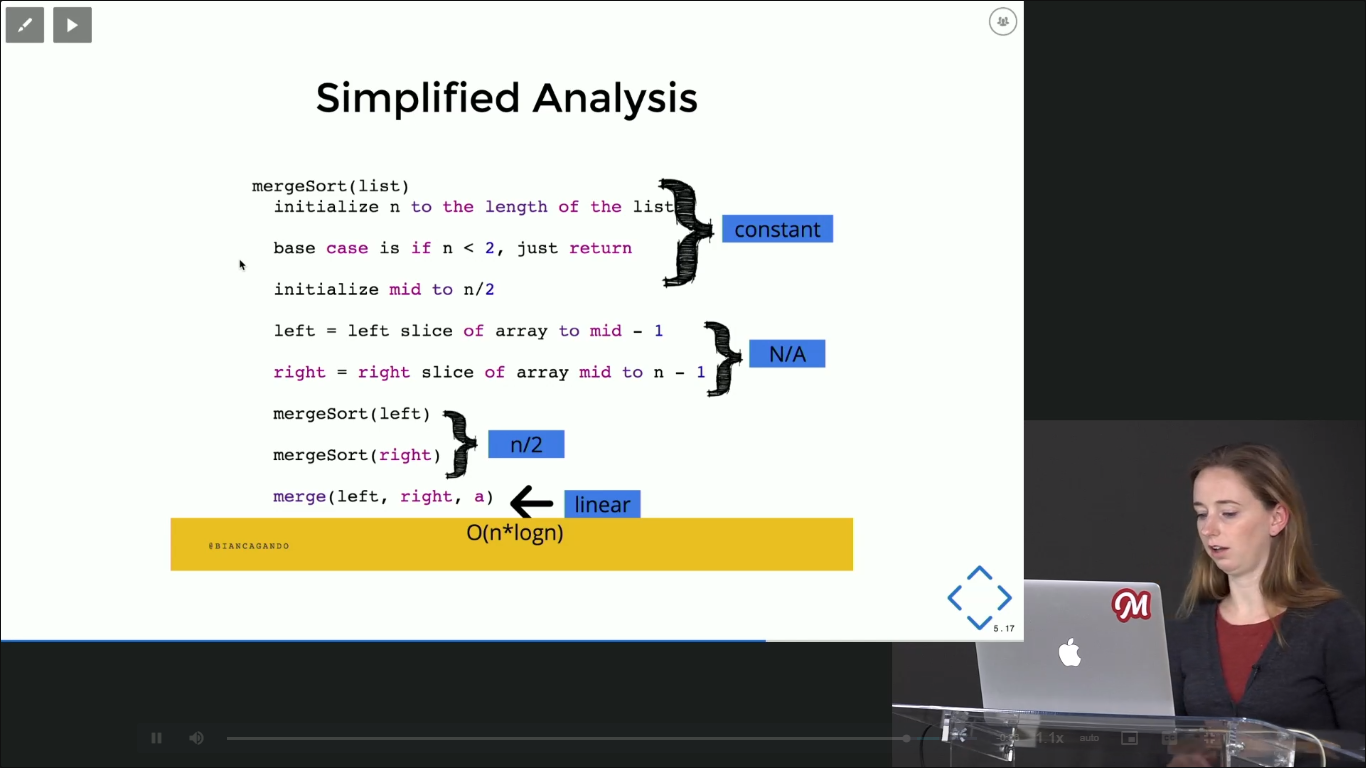 Simplified Analysis
mergeSort(list)
initialize n to the length of the list
constant
base case is if n < 2, just return
initialize mid to n/2
left = left slice of array to mid - 1
N/A
right = right slice of array mid to n - 1
mergeSort(left)
n/2
mergeSort(right)
merge(left, right, a)
linear
O(n*logn)
@BIANCAGANDO
5.17
M
1.1x
auto